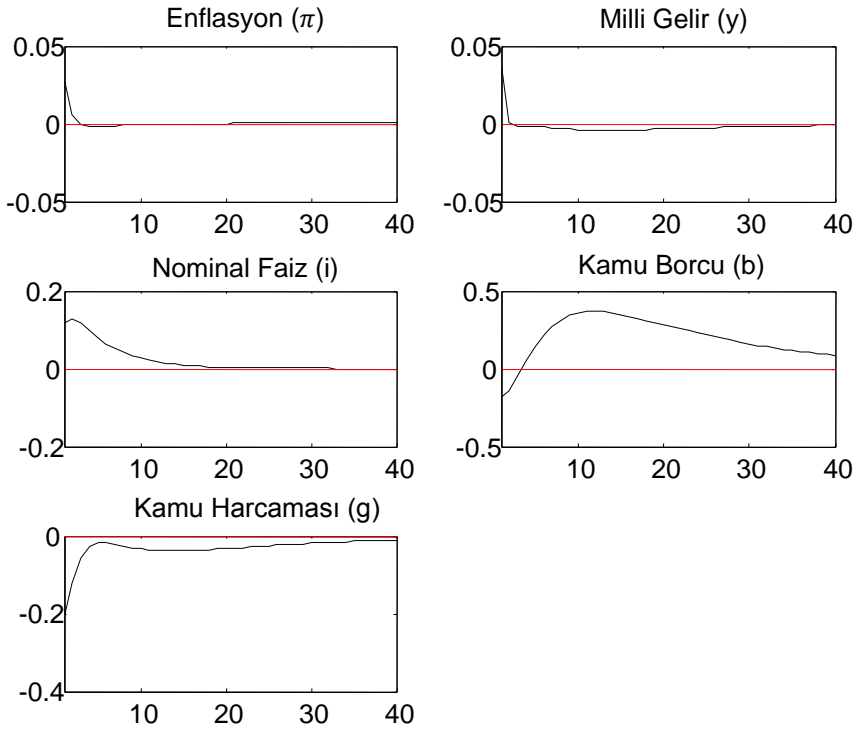 Enflasyon (π)
0.05
0
-0.05
10 20 30 40
Milli Gelir (y)
0.05
0
-0.05
10 20 30 40
Nominal Faiz (i)
0.2
0
-0.2
10 20 30 40
Kamu Borcu (b)
0.5
0
-0.5
10 20 30 40
Kamu Harcaması (g)
0
-0.2
-0.4
10 20 30 40